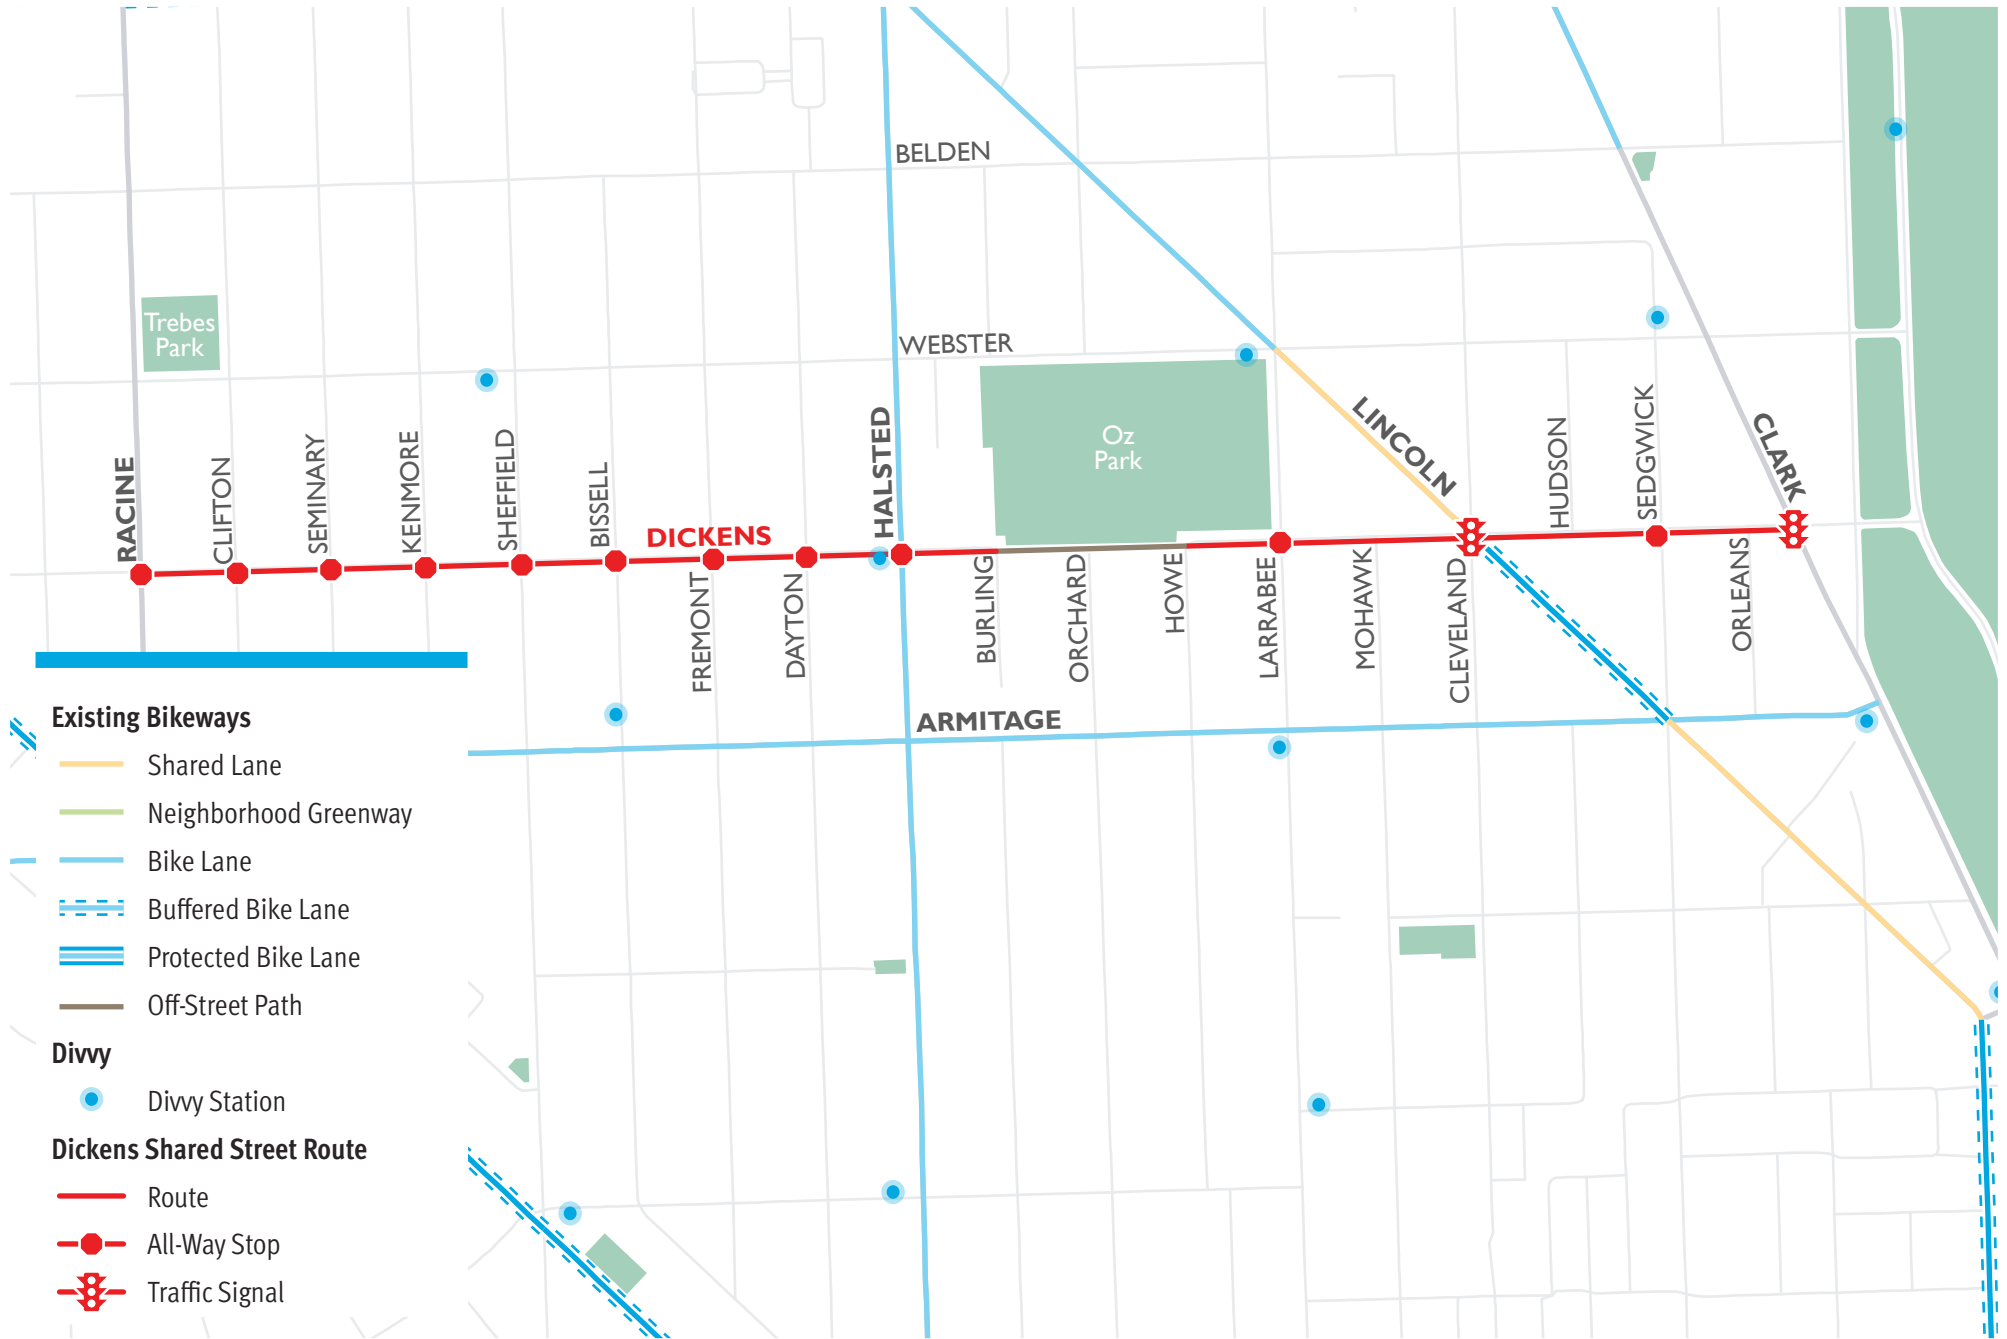 BELDEN
Trebes
Park
WEBSTER
Oz
Park
LINCOLN
CLARK
RACINE
CLIFTON
SEMINARY
KENMORE
SHEFFIELD
BISSELL
DICKENS
HALSTED
HUDSON
SEDGWICK
FREMONT
DAYTON
BURLING
ORCHARD
HOWE
LARRABEE
MOHAWK
CLEVELAND
ORLEANS
ARMITAGE
Existing Bikeways
Shared Lane
Neighborhood Greenway
Bike Lane
Buffered Bike Lane
Protected Bike Lane
Off-Street Path
Divvy
Divvy Station
Dickens Shared Street Route
Route
All-Way Stop
Traffic Signal